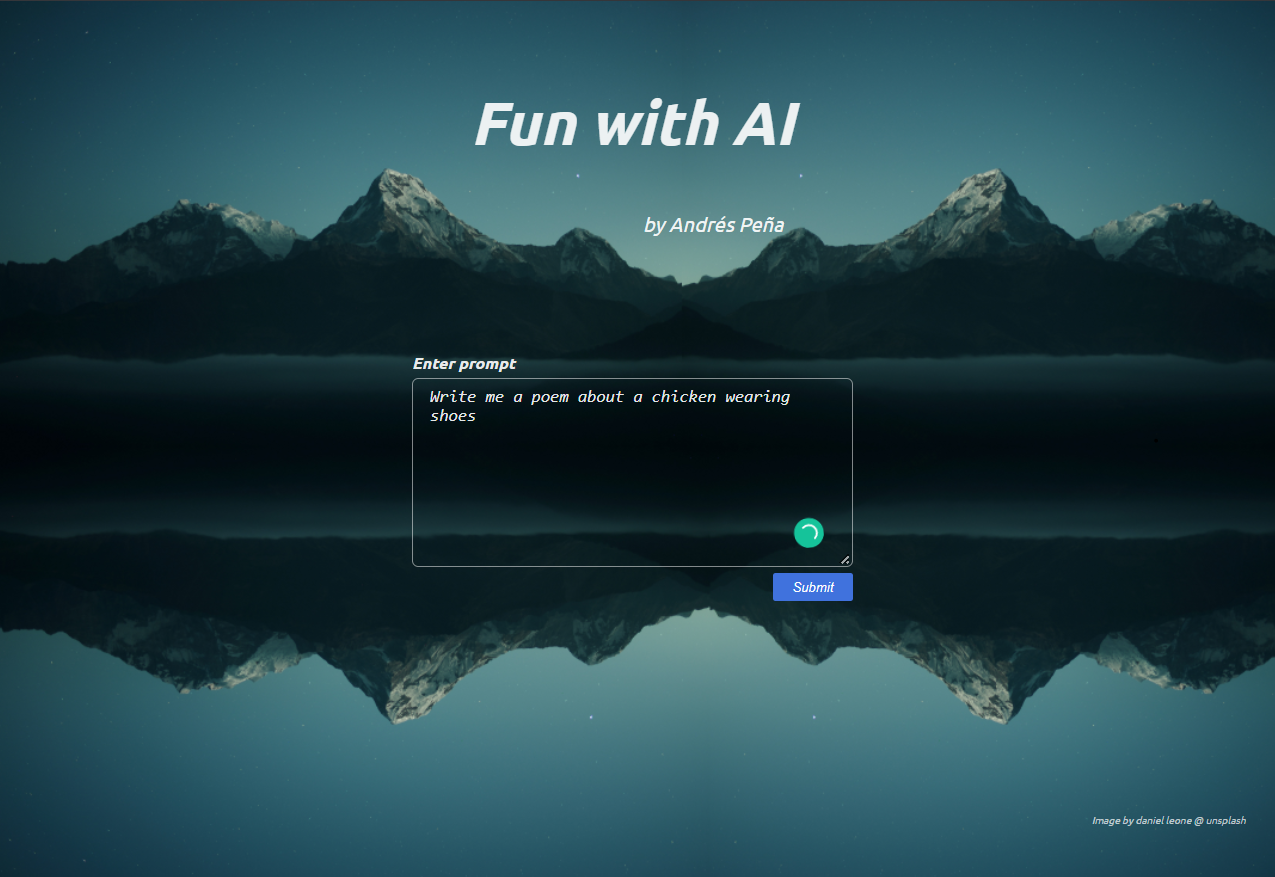 Fun with AI
by Andrés Peña
Enter prompt
Write me a poem about a chicken wearing
shoes
Submit
Image by daniel leone @ unsplash